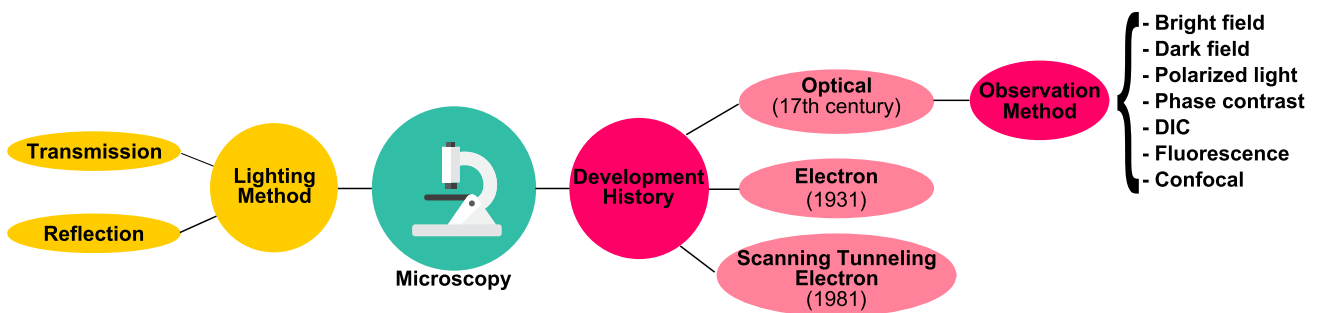 Transmission
Reflection
Lighting
Method
Microscopy
Development
History
Optical
(17th century)
Electron
(1931)
Scanning Tunneling
Electron
(1981)
Observation
Method
- Bright field
- Dark field
- Polarized light
- Phase contrast
- DIC
- Fluorescence
- Confocal